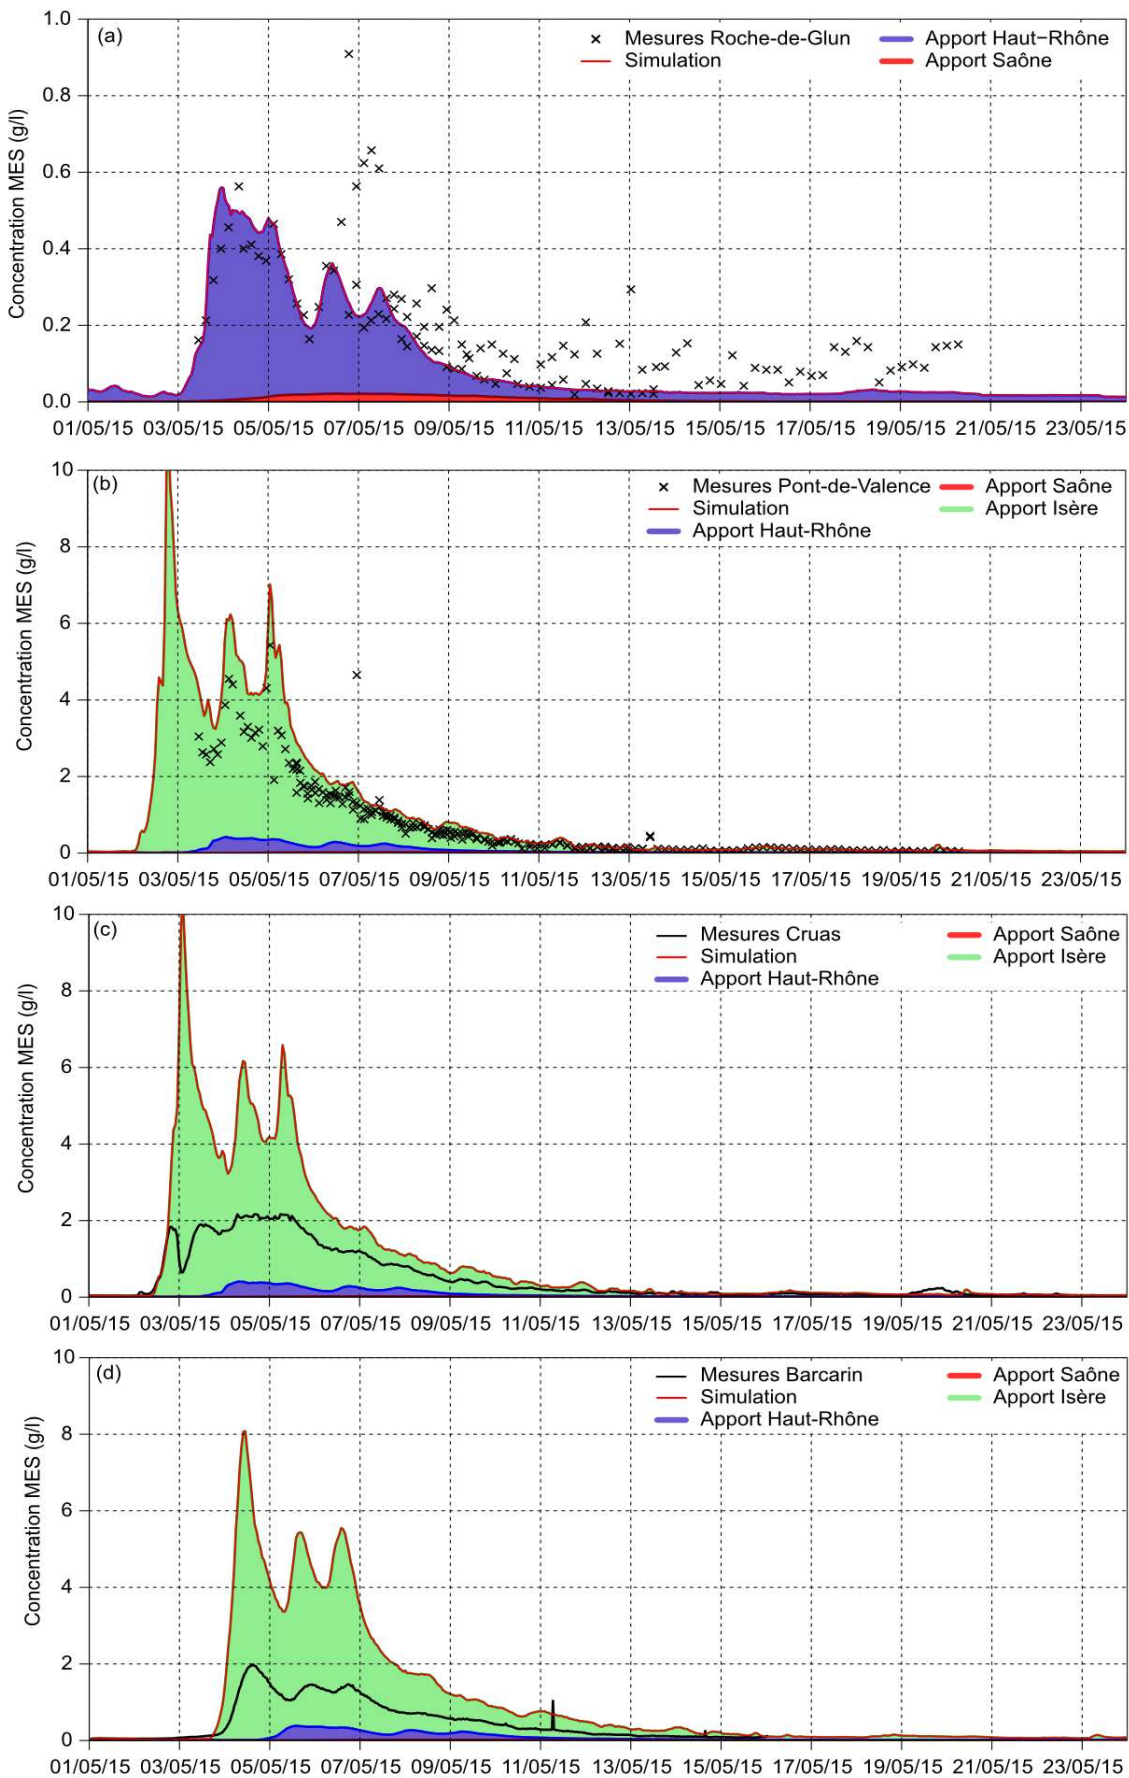 (a)
Mesures Roche-de-Glun
Apport Haut−Rhône
Simulation
Apport Saône
Concentration MES (g/l)
1.0
0.8
0.6
0.4
0.2
0.0
01/05/15 03/05/15 05/05/15 07/05/15 09/05/15 11/05/15 13/05/15 15/05/15 17/05/15 19/05/15 21/05/15 23/05/15
(b)
Mesures Pont-de-Valence
Apport Saône
Simulation
Apport Isère
Apport Haut-Rhône
Concentration MES (g/l)
10
8
6
4
2
0
01/05/15 03/05/15 05/05/15 07/05/15 09/05/15 11/05/15 13/05/15 15/05/15 17/05/15 19/05/15 21/05/15 23/05/15
(c)
Mesures Cruas
Apport Saône
Simulation
Apport Isère
Apport Haut-Rhône
Concentration MES (g/l)
10
8
6
4
2
0
01/05/15 03/05/15 05/05/15 07/05/15 09/05/15 11/05/15 13/05/15 15/05/15 17/05/15 19/05/15 21/05/15 23/05/15
(d)
Mesures Barcarin
Apport Saône
Simulation
Apport Isère
Apport Haut-Rhône
Concentration MES (g/l)
10
8
6
4
2
0
01/05/15 03/05/15 05/05/15 07/05/15 09/05/15 11/05/15 13/05/15 15/05/15 17/05/15 19/05/15 21/05/15 23/05/15